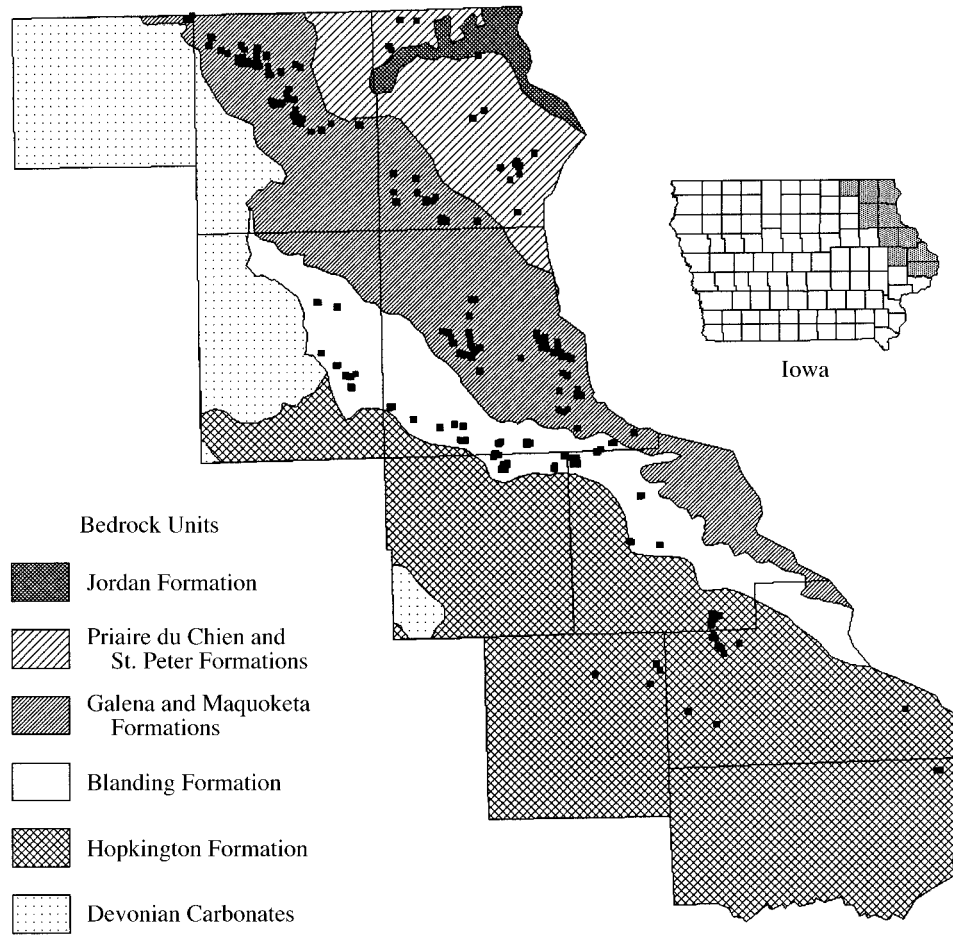 Iowa
Bedrock Units
Jordan Formation
Priaire du Chien and
St. Peter Formations
Galena and Maquoketa
Formations
Blanding Formation
Hopkington Formation
Devonian Carbonates